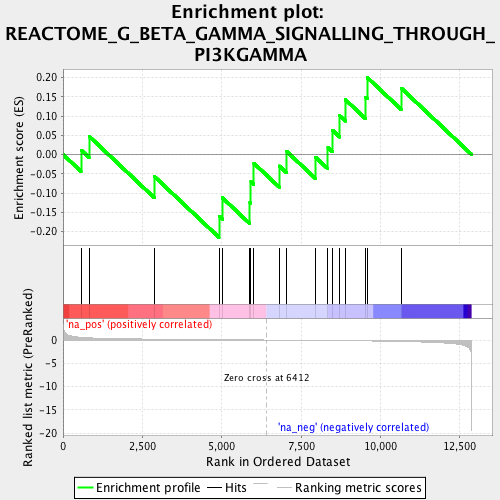 Enrichment plot:
REACTOME_G_BETA_GAMMA_SIGNALLING_THROUGH_
PI3KGAMMA
Enrichment score (ES)
0.20
0.15
0.10
0.05
0.00
-0.05
-0.10
-0.15
-0.20
'na_pos' (positively correlated)
Ranked list metric (PreRanked)
0
-5
-10
-15
-20
Zero cross at 6412
'na_neg' (negatively correlated)
0
2,500
5,000
7,500
10,000
12,500
Rank in Ordered Dataset
Enrichment profile
Hits
Ranking metric scores